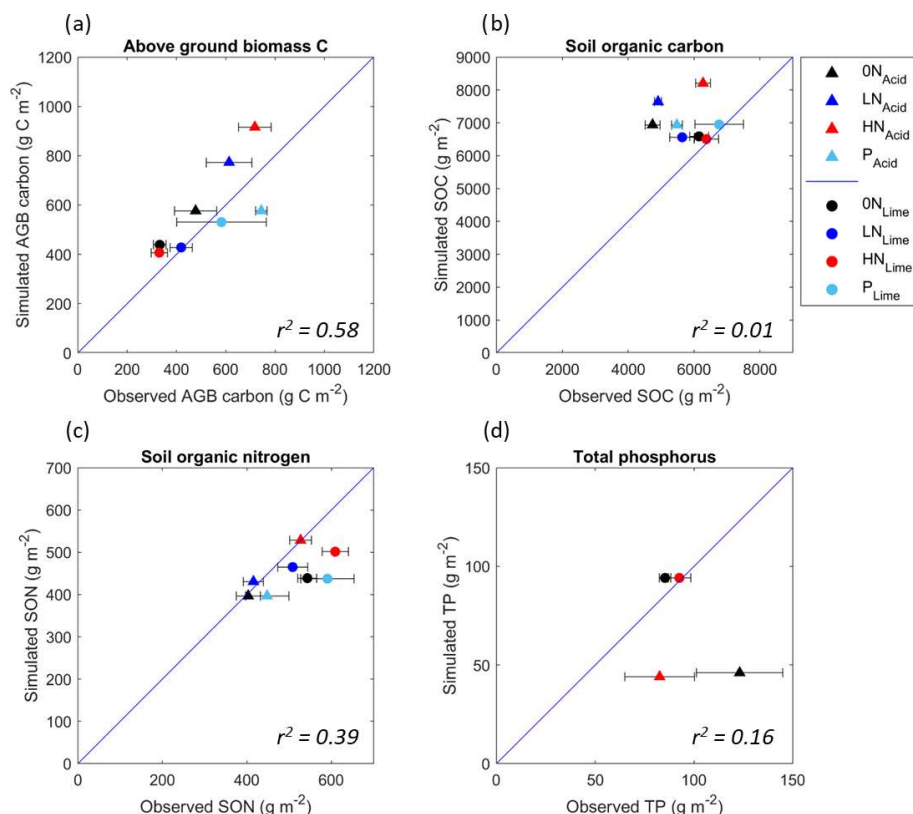 (a)
Above ground biomass C
1200
1000
800
600
400
200
0
0 200 400 600 800 1000 1200
Simulated AGB carbon (g C m⁻²)
Observed AGB carbon (g C m⁻²)
r² = 0.58
(b)
Soil organic carbon
9000
8000
7000
6000
5000
4000
3000
2000
1000
0
0 2000 4000 6000 8000
Simulated SOC (g m⁻²)
Observed SOC (g m⁻²)
r² = 0.01
0N_Acid
LN_Acid
HN_Acid
P_Acid
0N_Lime
LN_Lime
HN_Lime
P_Lime
(c)
Soil organic nitrogen
700
600
500
400
300
200
100
0
0 200 400 600
Simulated SON (g m⁻²)
Observed SON (g m⁻²)
r² = 0.39
(d)
Total phosphorus
150
100
50
0
0 50 100 150
Simulated TP (g m⁻²)
Observed TP (g m⁻²)
r² = 0.16